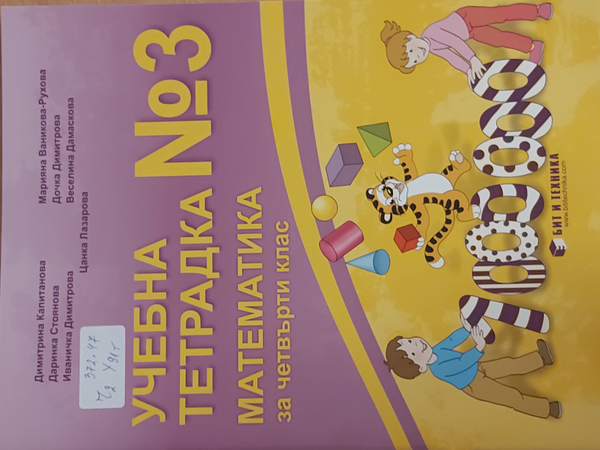 Димитрина Капитанова
Даринка Стоянова
Иваничка Димитрова
Цанка Лазарова
Марияна Ваникова-Рухова
Дочка Димитрова
Веселина Дамаскова
372.47
УЧЕБНА
ТЕТРАДКА №3
МАТЕМАТИКА
за четвърти клас
1 000 000
БИТ И ТЕХНИКА
www.bititechnika.com